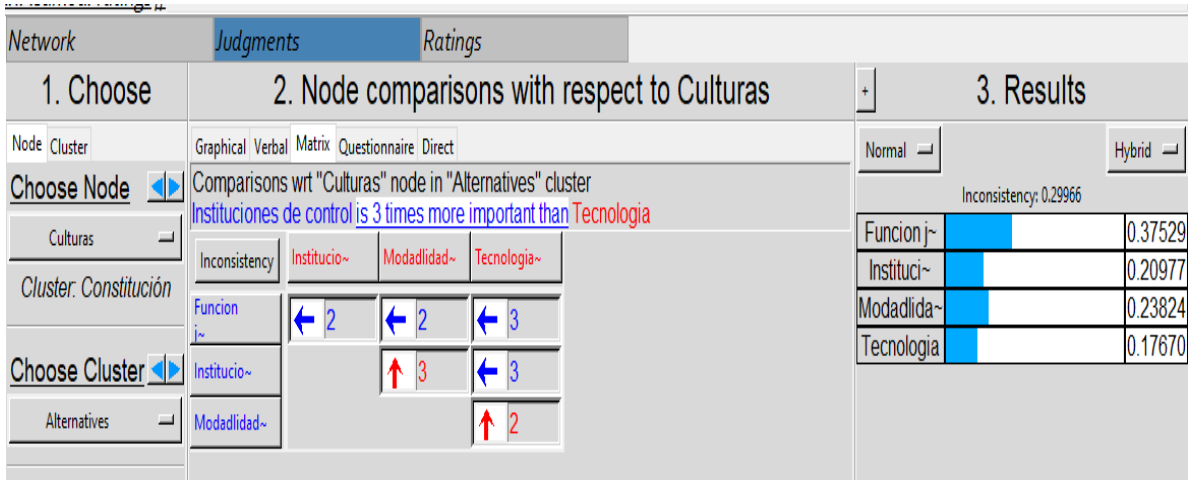 Network Judgments Ratings
1. Choose 2. Node comparisons with respect to Culturas + 3. Results
Node Cluster Graphical Verbal Matrix Questionnaire Direct Normal Hybrid
Choose Node Comparisons wrt "Culturas" node in "Alternatives" cluster
Instituciones de control is 3 times more important than Tecnologia
Inconsistency: 0.29966
Culturas
Cluster: Constitución
Inconsistency Institucio~ Modadlidad~ Tecnologia~
Funcion j~ 2 2 3
Institucio~ 3 3
Modadlidad~ 2
Choose Cluster
Alternatives
Funcion j~ 0.37529
Instituci~ 0.20977
Modadlida~ 0.23824
Tecnologia 0.17670